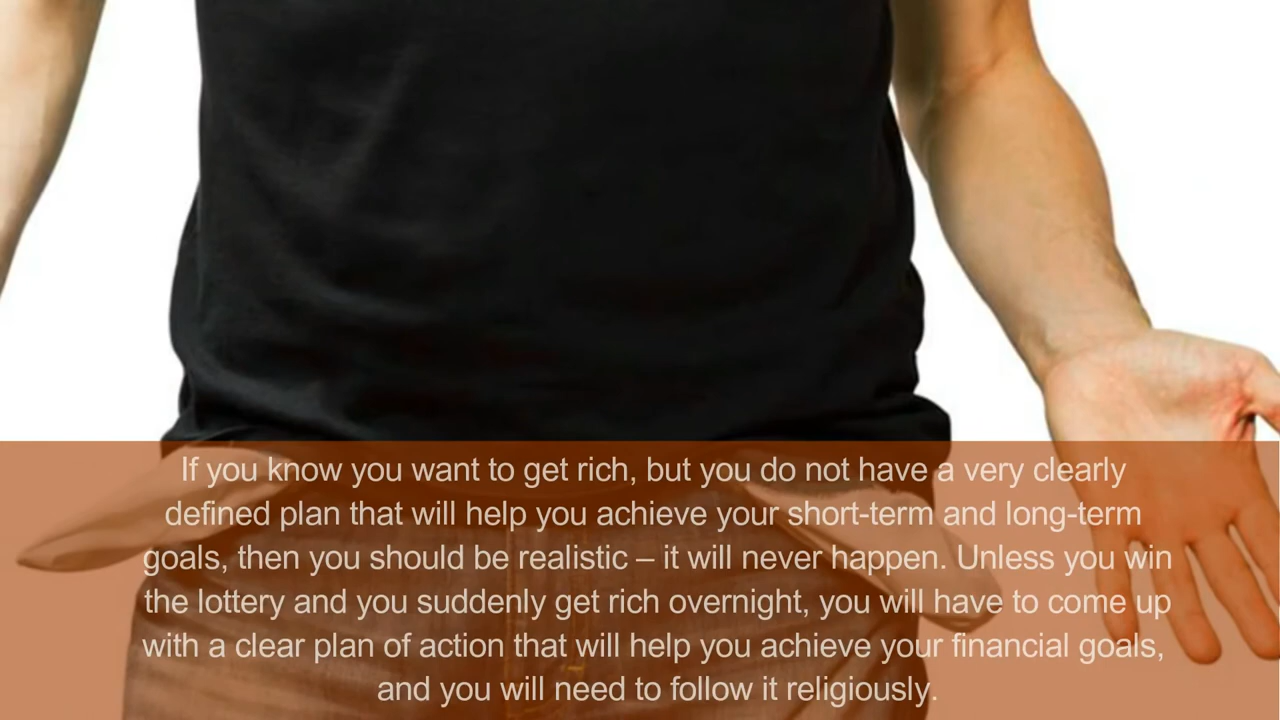 If you know you want to get rich, but you do not have a very clearly
defined plan that will help you achieve your short-term and long-term
goals, then you should be realistic – it will never happen. Unless you win
the lottery and you suddenly get rich overnight, you will have to come up
with a clear plan of action that will help you achieve your financial goals,
and you will need to follow it religiously.